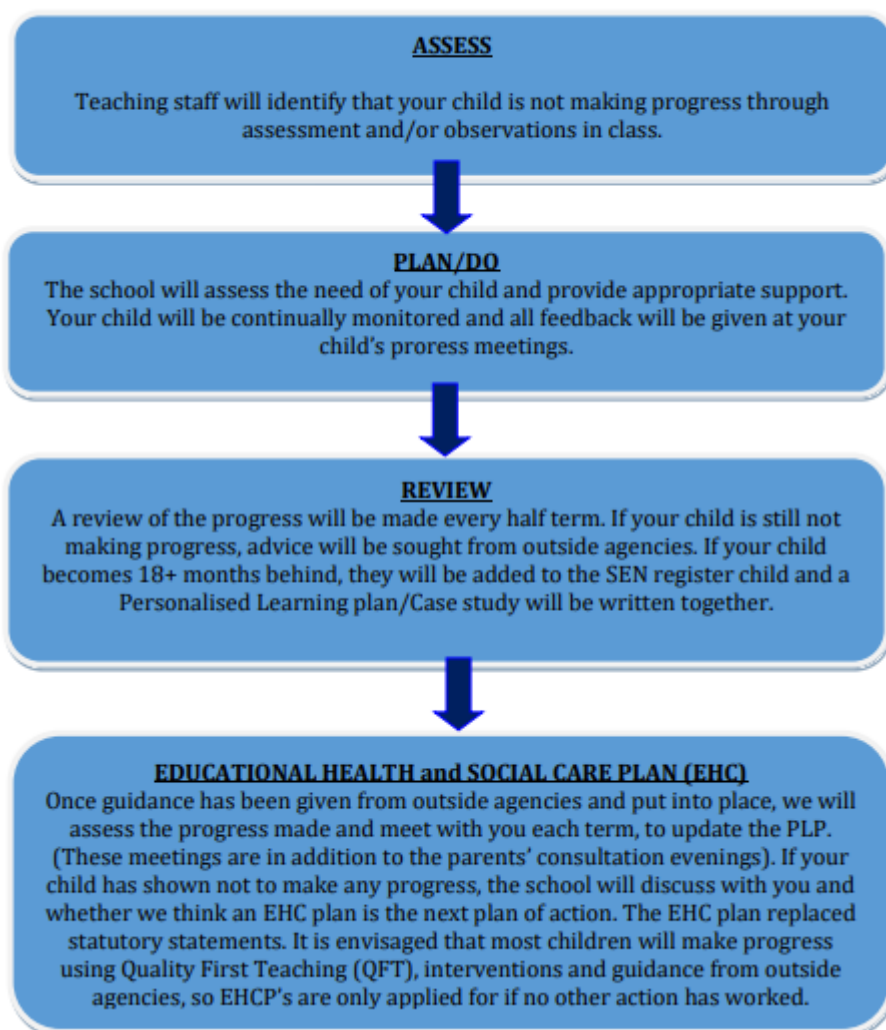 ASSESS
Teaching staff will identify that your child is not making progress through
assessment and/or observations in class.
PLAN/DO
The school will assess the need of your child and provide appropriate support.
Your child will be continually monitored and all feedback will be given at your
child's proress meetings.
REVIEW
A review of the progress will be made every half term. If your child is still not
making progress, advice will be sought from outside agencies. If your child
becomes 18+ months behind, they will be added to the SEN register child and a
Personalised Learning plan/Case study will be written together.
EDUCATIONAL HEALTH and SOCIAL CARE PLAN (EHC)
Once guidance has been given from outside agencies and put into place, we will
assess the progress made and meet with you each term, to update the PLP.
(These meetings are in addition to the parents' consultation evenings). If your
child has shown not to make any progress, the school will discuss with you and
whether we think an EHC plan is the next plan of action. The EHC plan replaced
statutory statements. It is envisaged that most children will make progress
using Quality First Teaching (QFT), interventions and guidance from outside
agencies, so EHCP's are only applied for if no other action has worked.